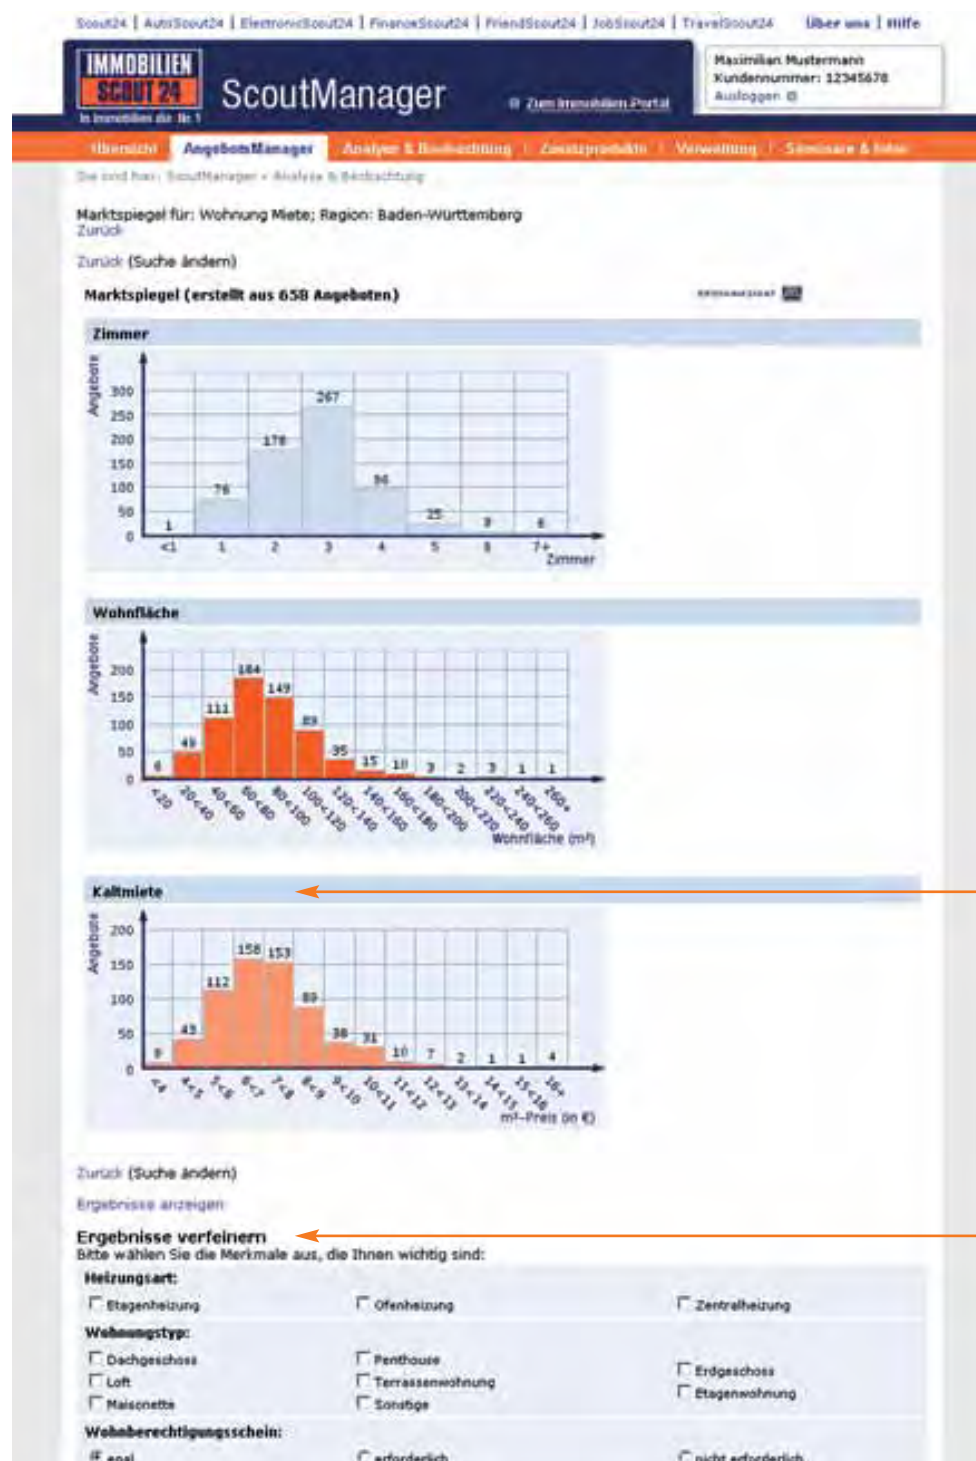 Scout24 | AutoScout24 | ElectronicScout24 | FinanceScout24 | FriendScout24 | JobScout24 | TravelScout24 Über uns | Hilfe
IMMOBILIEN
SCOUT 24
In Immobilien die Nr. 1
ScoutManager
Zum Immobilien-Portal
Maximilian Mustermann
Kundennummer: 12345678
Ausloggen
Übersicht AngebotsManager Analyse & Beobachtung | Zusatzprodukte | Verwaltung | Seminare & Infos
Sie sind hier: ScoutManager » Analyse & Beobachtung
Marktspiegel für: Wohnung Miete; Region: Baden-Württemberg
Zurück
Zurück (Suche ändern)
Marktspiegel (erstellt aus 658 Angeboten)
Zimmer
Angebote
300
250
200
150
100
50
0
1 76 178 267 96 25 9 6
<1 1 2 3 4 5 6 7+
Zimmer
Wohnfläche
Angebote
200
150
100
50
0
6 49 111 184 149 89 35 15 10 3 2 3 1 1
<20 20<40 40<60 60<80 80<100 100<120 120<140 140<160 160<180 180<200 200<220 220<240 240<260 260+
Wohnfläche (m²)
Kaltmiete
Angebote
200
150
100
50
0
9 43 112 158 153 89 38 31 10 7 2 1 1 4
<4 4<5 5<6 6<7 7<8 8<9 9<10 10<11 11<12 12<13 13<14 14<15 15<16 16+
m²-Preis (in €)
Zurück (Suche ändern)
Ergebnisse anzeigen
Ergebnisse verfeinern
Bitte wählen Sie die Merkmale aus, die Ihnen wichtig sind:
Heizungsart:
Etagenheizung Ofenheizung Zentralheizung
Wohnungstyp:
Dachgeschoss Penthouse Erdgeschoss
Loft Terrassenwohnung Etagenwohnung
Maisonette Sonstige
Wohnberechtigungsschein:
egal erforderlich nicht erforderlich